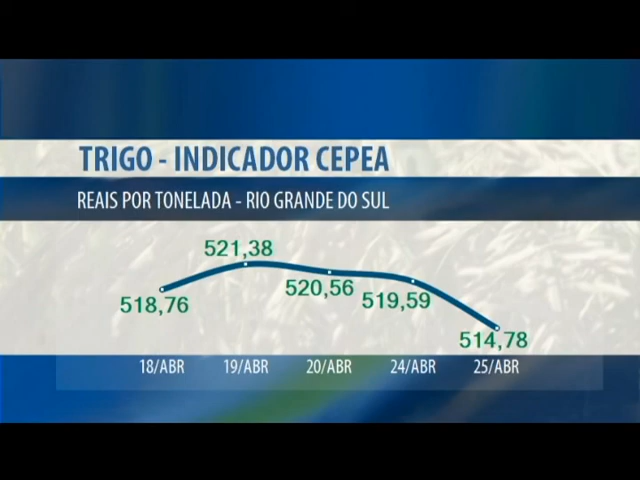 TRIGO - INDICADOR CEPEA
REAIS POR TONELADA - RIO GRANDE DO SUL
518,76
521,38
520,56
519,59
514,78
18/ABR
19/ABR
20/ABR
24/ABR
25/ABR